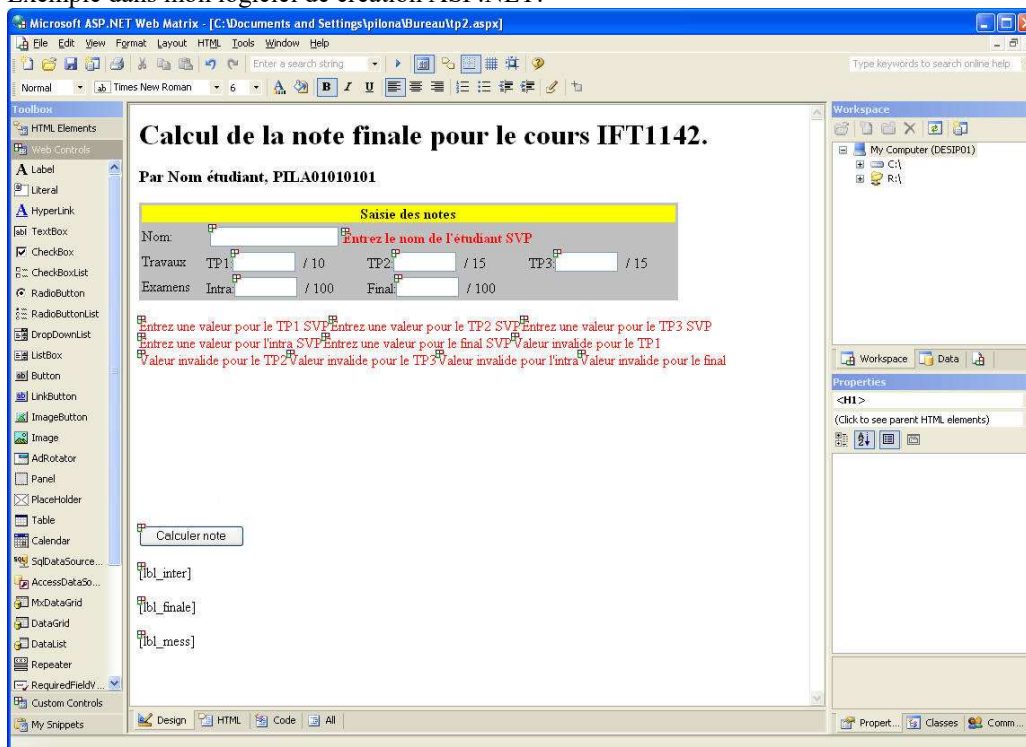 Exemple dans mon logiciel de création ASP.NET:
Microsoft ASP.NET Web Matrix - [C:\Documents and Settings\pilona\Bureau\tp2.aspx]
File Edit View Format Layout HTML Tools Window Help
Enter a search string
Type keywords to search online help
Normal Times New Roman 6 B I U
Toolbox
HTML Elements
Web Controls
Label
Literal
HyperLink
TextBox
CheckBox
CheckBoxList
RadioButton
RadioButtonList
DropDownList
ListBox
Button
LinkButton
ImageButton
Image
AdRotator
Panel
PlaceHolder
Table
Calendar
SqlDataSource...
AccessDataSo...
MxDataGrid
DataGrid
DataList
Repeater
RequiredFieldV...
Custom Controls
My Snippets
Calcul de la note finale pour le cours IFT1142.
Par Nom étudiant, PILA01010101
Saisie des notes
Nom: Entrez le nom de l'étudiant SVP
Travaux TP1: / 10 TP2: / 15 TP3: / 15
Examens Intra: / 100 Final: / 100
Entrez une valeur pour le TP1 SVP Entrez une valeur pour le TP2 SVP Entrez une valeur pour le TP3 SVP
Entrez une valeur pour l'intra SVP Entrez une valeur pour le final SVP Valeur invalide pour le TP1
Valeur invalide pour le TP2 Valeur invalide pour le TP3 Valeur invalide pour l'intra Valeur invalide pour le final
Calculer note
[lbl_inter]
[lbl_finale]
[lbl_mess]
Design HTML Code All
Workspace
My Computer (DESIP01)
C:\
R:\
Workspace Data
Properties
<H1>
(Click to see parent HTML elements)
Propert... Classes Comm...